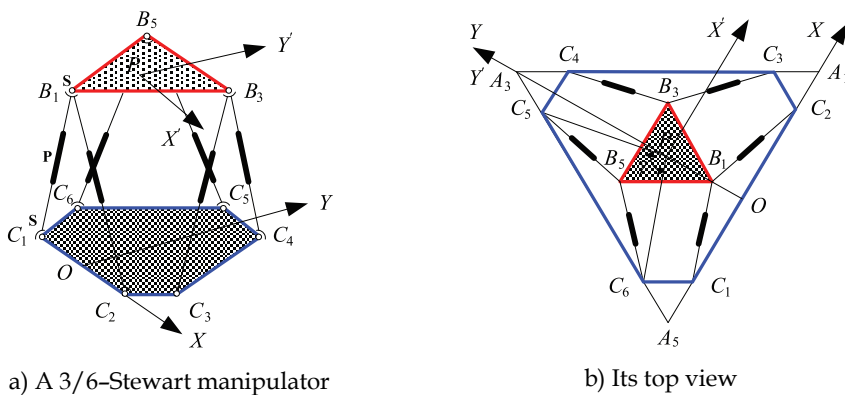 B5
Y'
S
B1
B3
X'
P
C6
C5
S
Y
C1
C4
O
C2
C3
X
a) A 3/6–Stewart manipulator
Y
X'
X
C4
C3
Y'
A3
A
B3
C5
C2
B5
B1
O
C6
C1
A5
b) Its top view